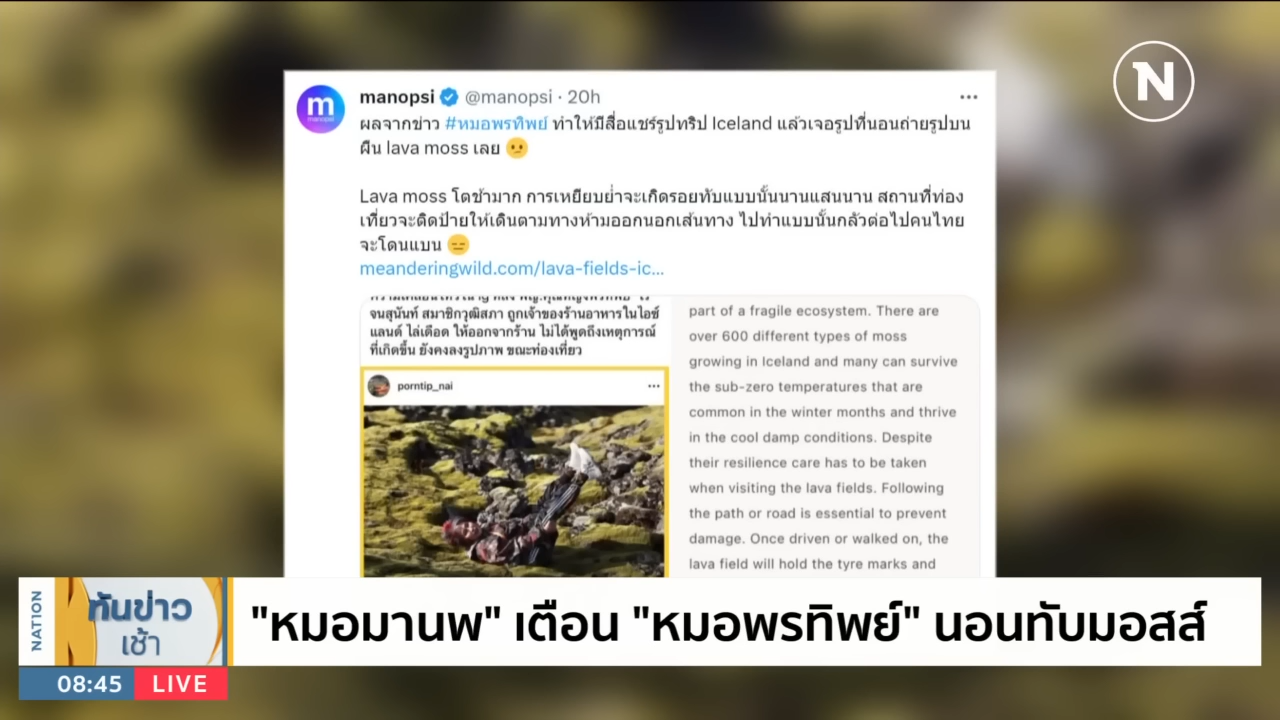 N
manopsi @manopsi · 20h
ผลจากข่าว #หมอพรทิพย์ ทำให้มีสื่อแชร์รูปทริป Iceland แล้วเจอรูปที่นอนถ่ายรูปบน
ผืน lava moss เลย 😕
Lava moss โตช้ามาก การเหยียบย่ำจะเกิดรอยทับแบบนั้นนานแสนนาน สถานที่ท่อง
เที่ยวจะติดป้ายให้เดินตามทางห้ามออกนอกเส้นทาง ไปทำแบบนั้นกลัวต่อไปคนไทย
จะโดนแบน 😑
meanderingwild.com/lava-fields-ic...
จนสุนันท์ สมาชิกวุฒิสภา ถูกเจ้าของร้านอาหารในไอซ์
แลนด์ ไล่เดือด ให้ออกจากร้าน ไม่ได้พูดถึงเหตุการณ์
ที่เกิดขึ้น ยังคงลงรูปภาพ ขณะท่องเที่ยว
porntip_nai
part of a fragile ecosystem. There are
over 600 different types of moss
growing in Iceland and many can survive
the sub-zero temperatures that are
common in the winter months and thrive
in the cool damp conditions. Despite
their resilience care has to be taken
when visiting the lava fields. Following
the path or road is essential to prevent
damage. Once driven or walked on, the
lava field will hold the tyre marks and
NATION
ทันข่าว
เช้า
"หมอมานพ" เตือน "หมอพรทิพย์" นอนทับมอสส์
08:45 LIVE